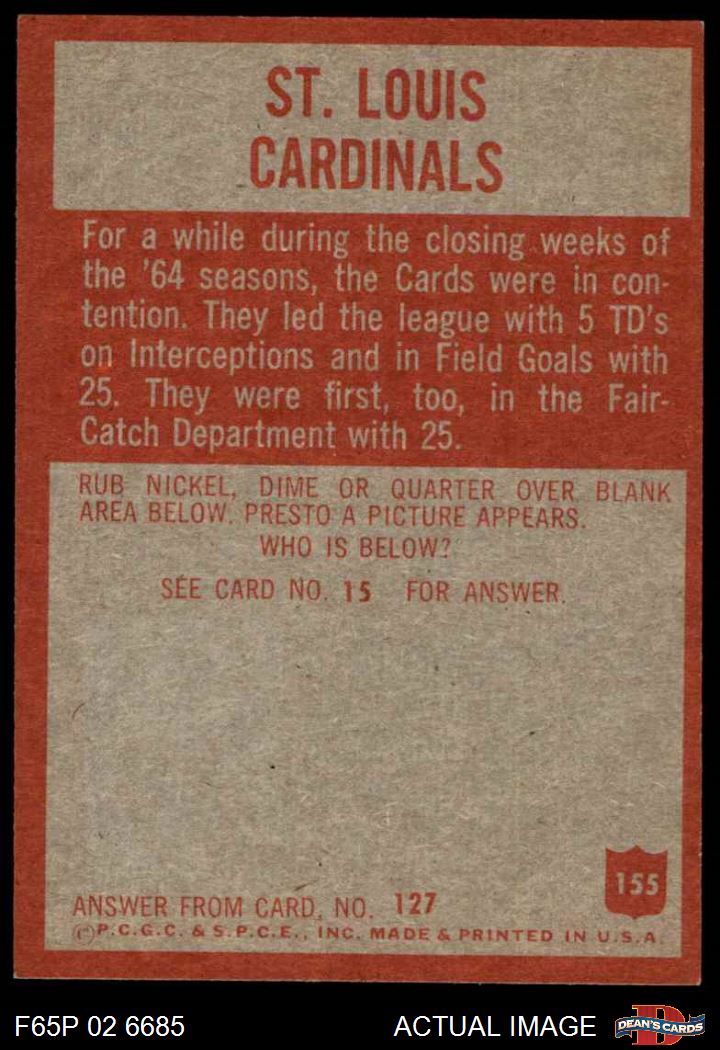 ST. LOUIS
CARDINALS
For a while during the closing weeks of
the '64 seasons, the Cards were in con-
tention. They led the league with 5 TD's
on Interceptions and in Field Goals with
25. They were first, too, in the Fair-
Catch Department with 25.
RUB NICKEL, DIME OR QUARTER OVER BLANK
AREA BELOW. PRESTO A PICTURE APPEARS.
WHO IS BELOW?
SEE CARD NO. 15 FOR ANSWER.
155
ANSWER FROM CARD, NO. 127
©P.C.G.C. & S.P.C.E., INC. MADE & PRINTED IN U.S.A.
F65P 02 6685 ACTUAL IMAGE
D
DEAN'S CARDS